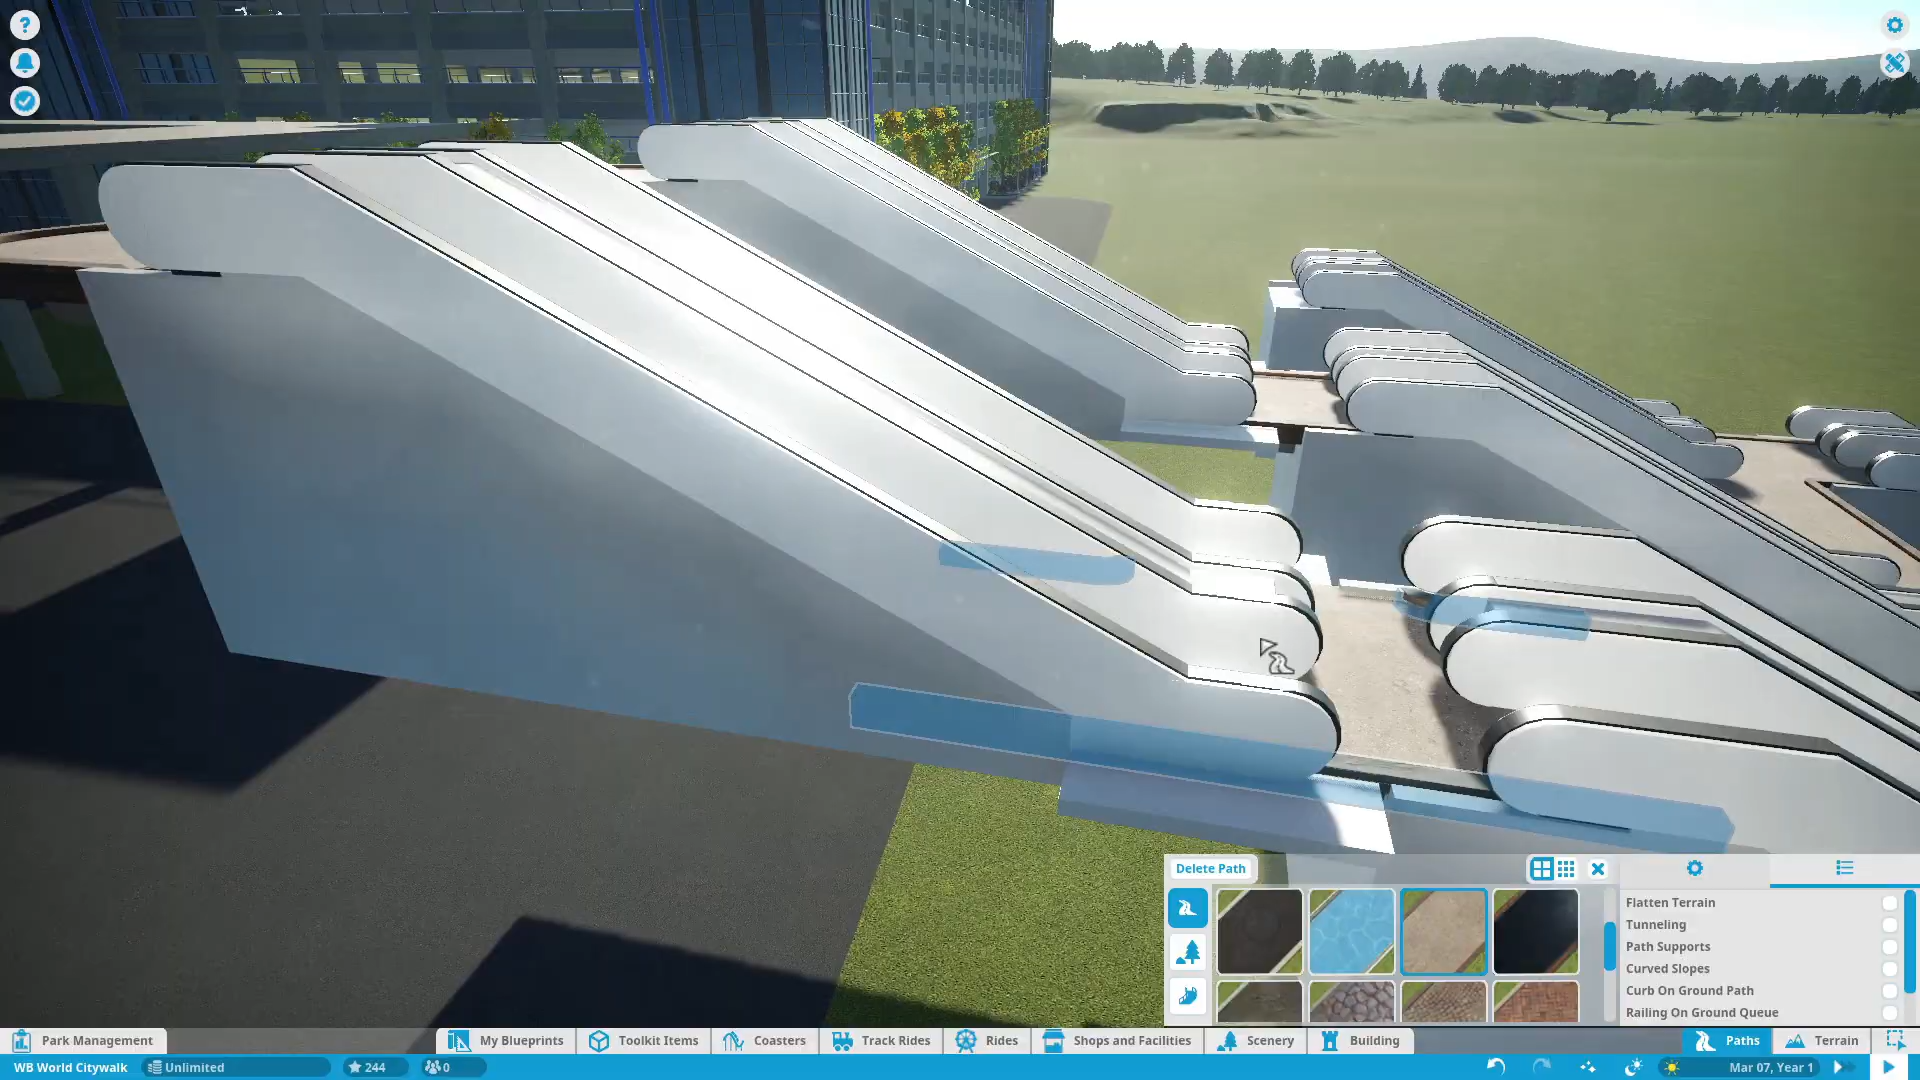 ?
Delete Path
Flatten Terrain
Tunneling
Path Supports
Curved Slopes
Curb On Ground Path
Railing On Ground Queue
Park Management
My Blueprints
Toolkit Items
Coasters
Track Rides
Rides
Shops and Facilities
Scenery
Building
Paths
Terrain
WB World Citywalk
Unlimited
244
0
Mar 07, Year 1